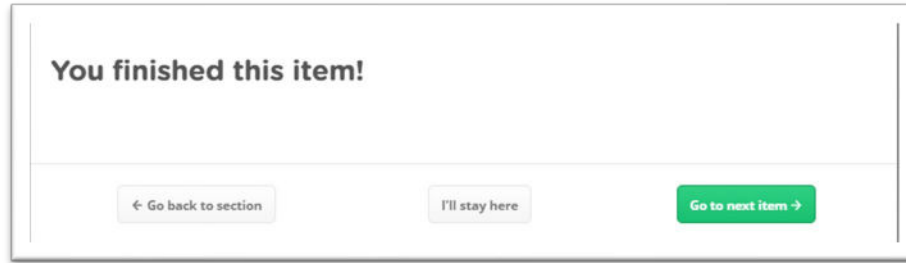 You finished this item!
← Go back to section
I'll stay here
Go to next item →